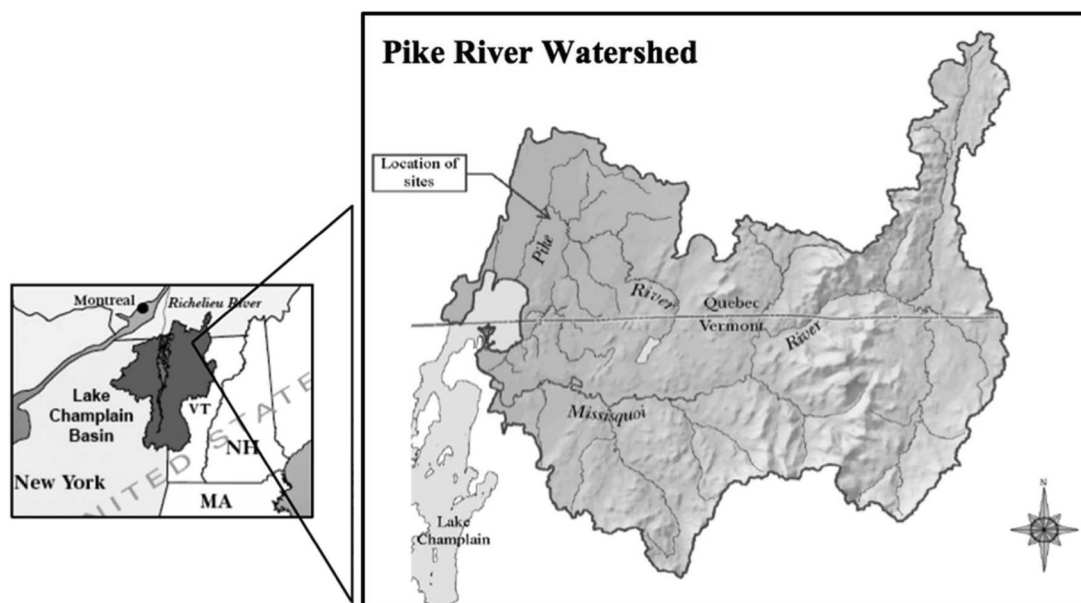 Pike River Watershed
Location of
sites
Pike
River
Quebec
Vermont
River
Missisquoi
Lake
Champlain
N
Montreal
Richelieu River
Lake
Champlain
Basin
VT
NH
New York
MA
UNITED STATE